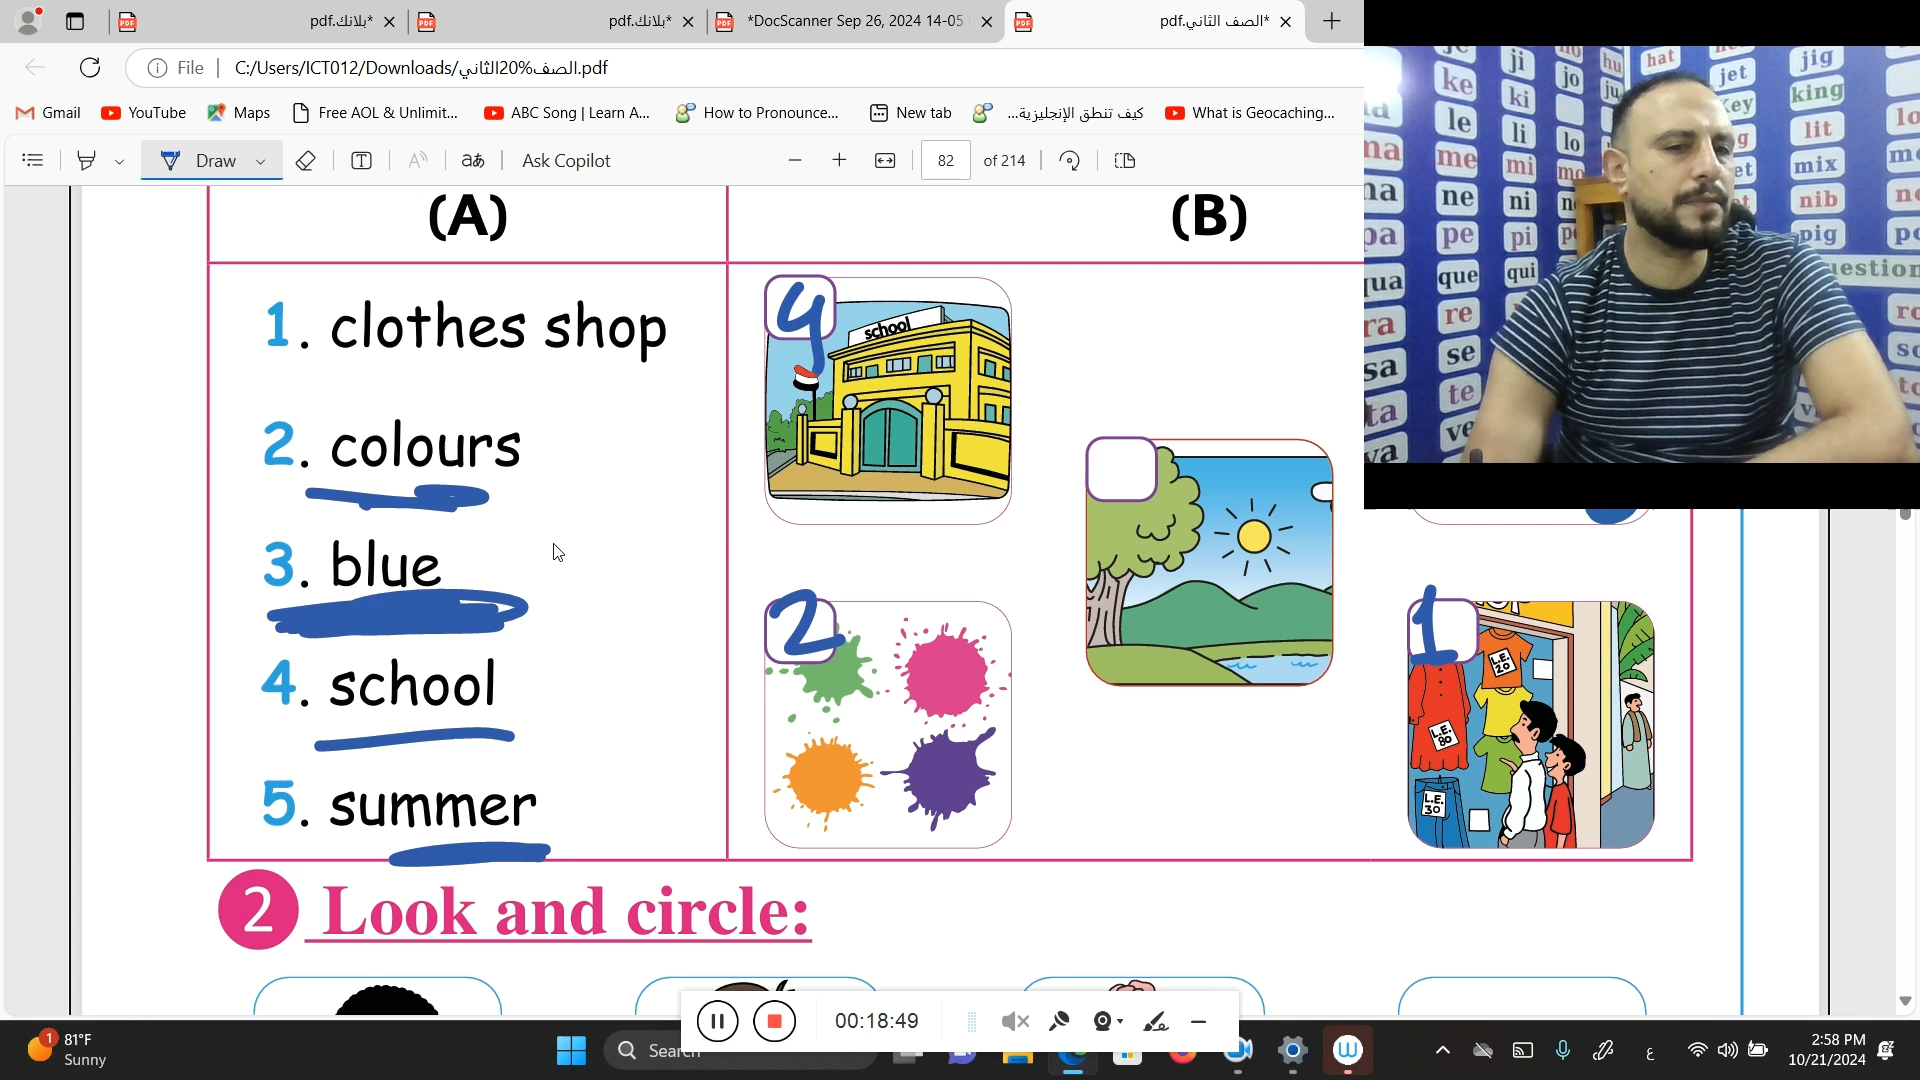 *بلانك.pdf
*بلانك.pdf
*DocScanner Sep 26, 2024 14-05
*الصف الثاني.pdf
File
C:/Users/ICT012/Downloads/الصف%20الثاني.pdf
Gmail
YouTube
Maps
Free AOL & Unlimit...
ABC Song | Learn A...
How to Pronounce...
New tab
كيف تنطق الإنجليزية...
What is Geocaching...
Draw
Ask Copilot
82
of 214
(A)
(B)
1. clothes shop
2. colours
3. blue
4. school
5. summer
4
school
2
1
L.E. 20
L.E. 80
L.E. 30
2 Look and circle:
ke
ki
le
li
me
mi
ne
ni
pe
pi
que
qui
re
se
te
ji
jo
lo
hu
hat
jet
jig
king
lit
mix
nib
pig
00:18:49
1
81°F
Sunny
Search
2:58 PM
10/21/2024